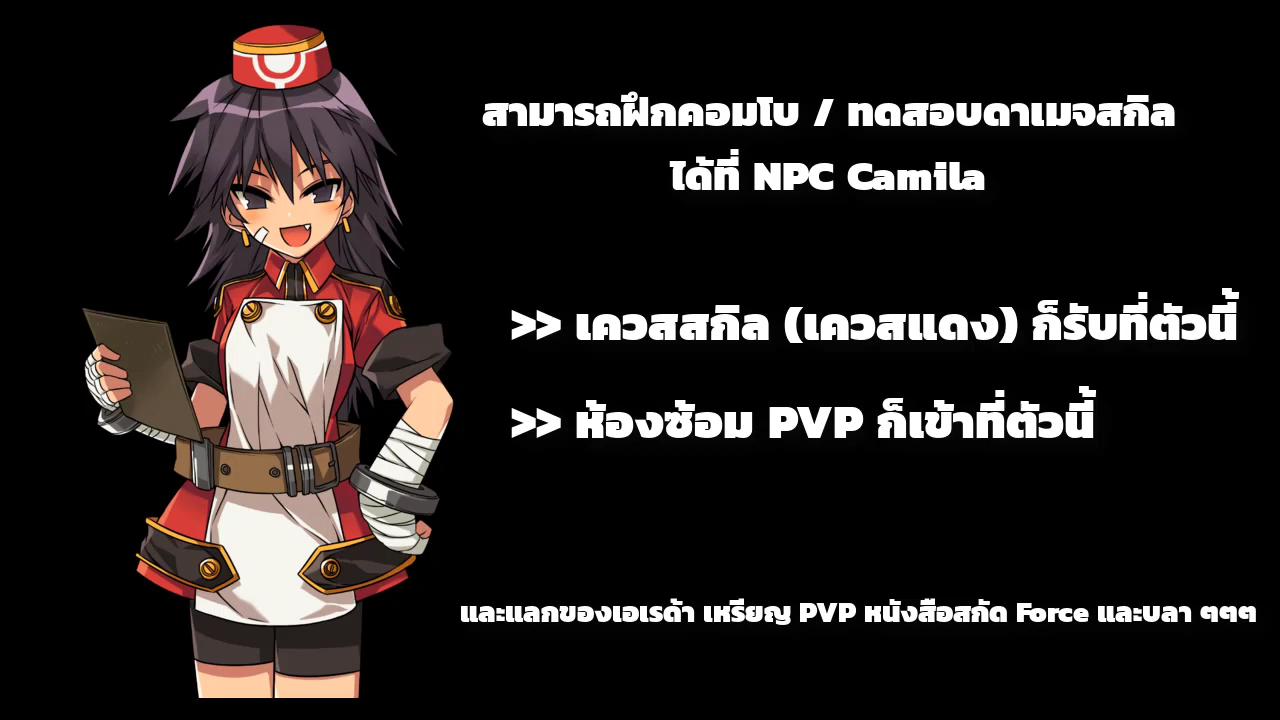 สามารถฝึกคอมโบ / ทดสอบดาเมจสกิล
ได้ที่ NPC Camila
>> เควสสกิล (เควสแดง) ก็รับที่ตัวนี้
>> ห้องซ้อม PVP ก็เข้าที่ตัวนี้
และแลกของเอเรด้า เหรียญ PVP หนังสือสกัด Force และบลา ๆๆๆ